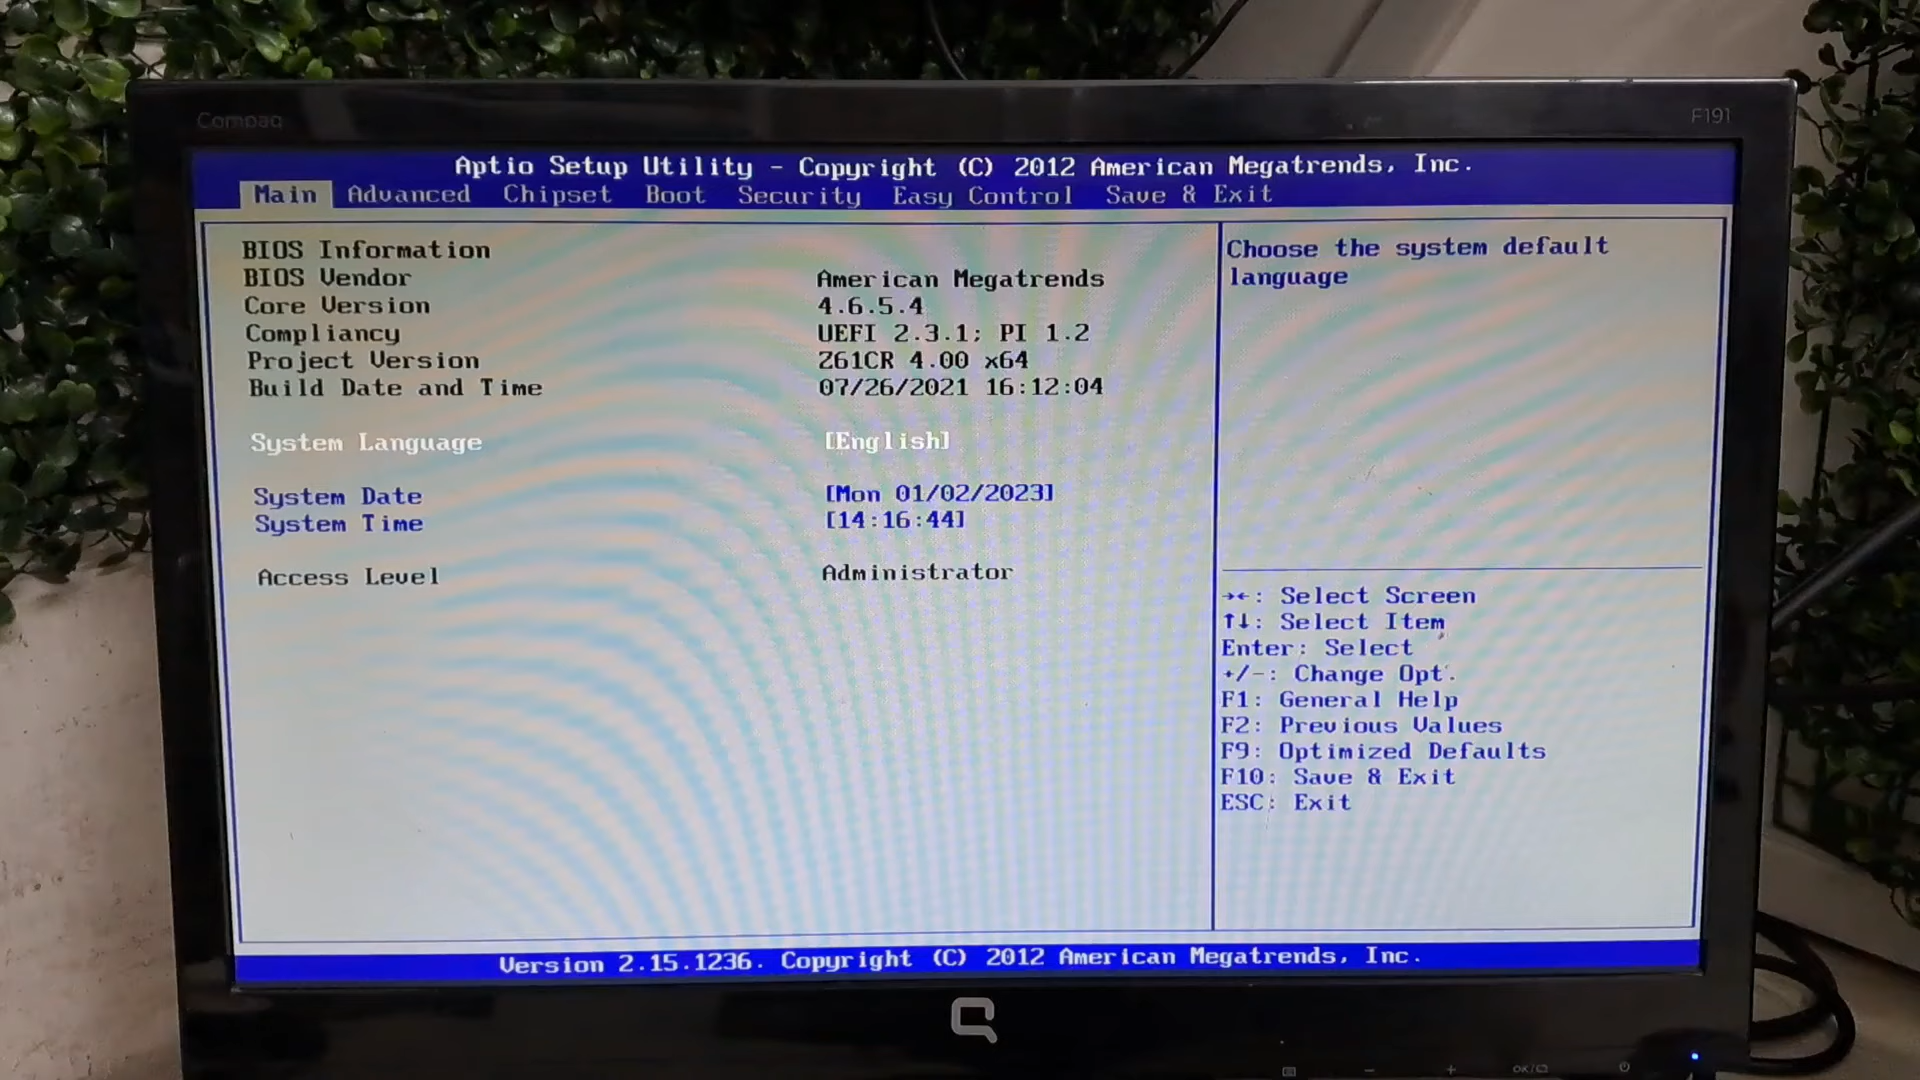 Compaq
F191
Aptio Setup Utility - Copyright (C) 2012 American Megatrends, Inc.
Main Advanced Chipset Boot Security Easy Control Save & Exit
BIOS Information
BIOS Vendor American Megatrends
Core Version 4.6.5.4
Compliancy UEFI 2.3.1; PI 1.2
Project Version Z61CR 4.00 x64
Build Date and Time 07/26/2021 16:12:04
System Language [English]
System Date [Mon 01/02/2023]
System Time [14:16:44]
Access Level Administrator
Choose the system default
language
→←: Select Screen
↑↓: Select Item
Enter: Select
+/-: Change Opt.
F1: General Help
F2: Previous Values
F9: Optimized Defaults
F10: Save & Exit
ESC: Exit
Version 2.15.1236. Copyright (C) 2012 American Megatrends, Inc.
- + OK/